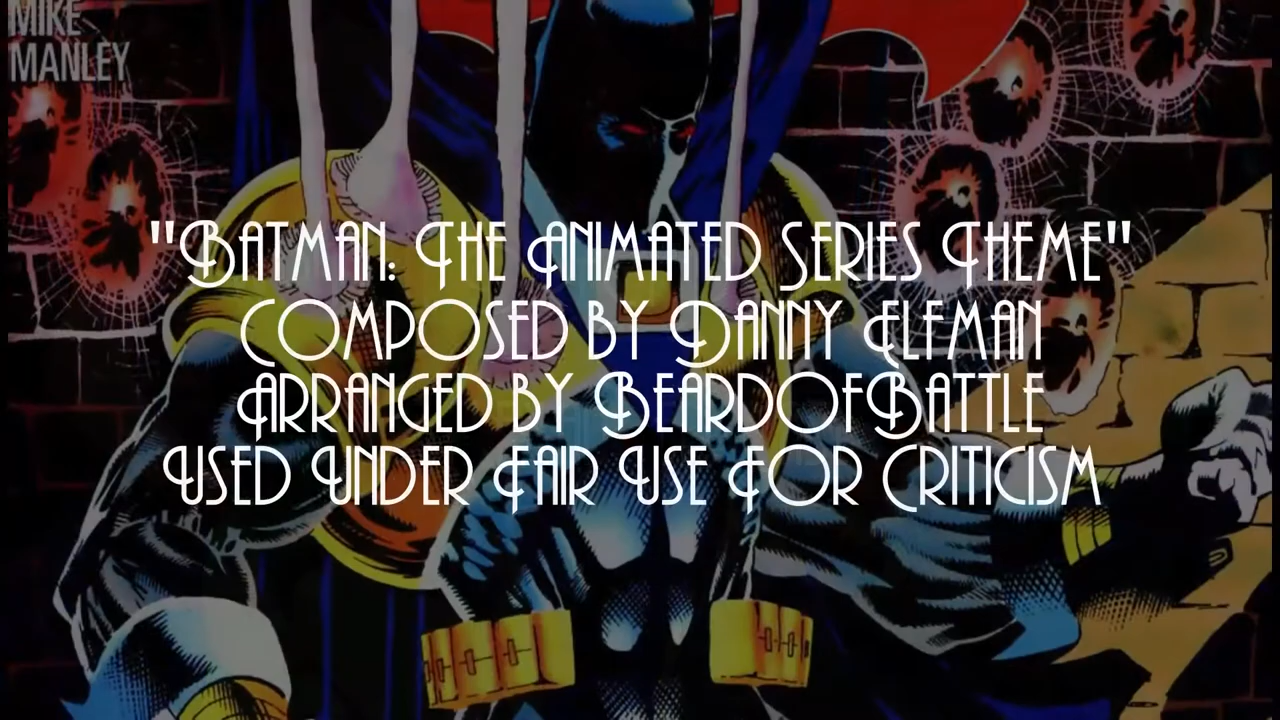 MIKE
MANLEY
"Batman: The Animated Series Theme"
Composed by Danny Elfman
Arranged by BeardofBattle
Used Under Fair Use For Criticism